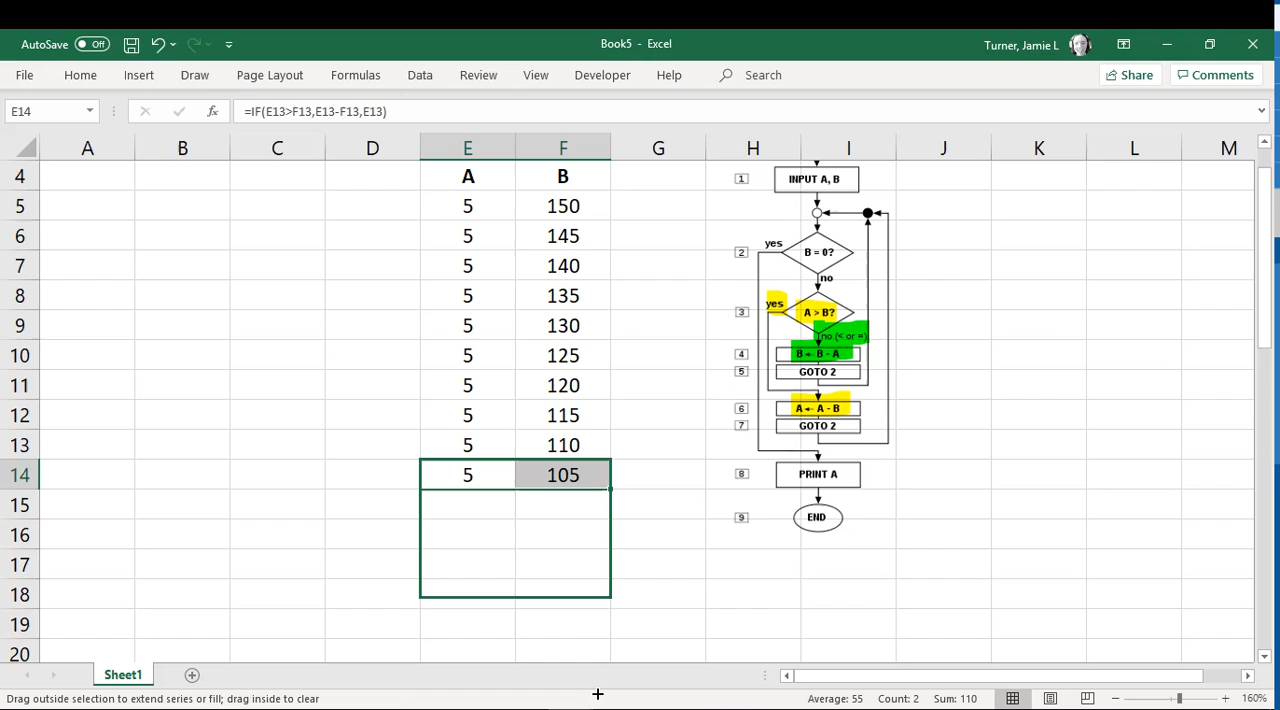 AutoSave Off Book5 - Excel Turner, Jamie L
File Home Insert Draw Page Layout Formulas Data Review View Developer Help Search Share Comments
E14 fx =IF(E13>F13,E13-F13,E13)
A B C D E F G H I J K L M
4 A B
5 5 150
6 5 145
7 5 140
8 5 135
9 5 130
10 5 125
11 5 120
12 5 115
13 5 110
14 5 105
15
16
17
18
19
20
1 INPUT A, B
yes
2 B = 0?
no
yes
3 A > B?
no (< or =)
4 B ← B - A
5 GOTO 2
6 A ← A - B
7 GOTO 2
8 PRINT A
9 END
Sheet1
Drag outside selection to extend series or fill; drag inside to clear Average: 55 Count: 2 Sum: 110 160%